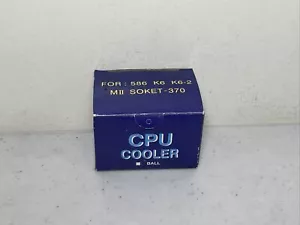 FOR : 586 K6 K6-2
MII SOKET-370
CPU
COOLER
BALL